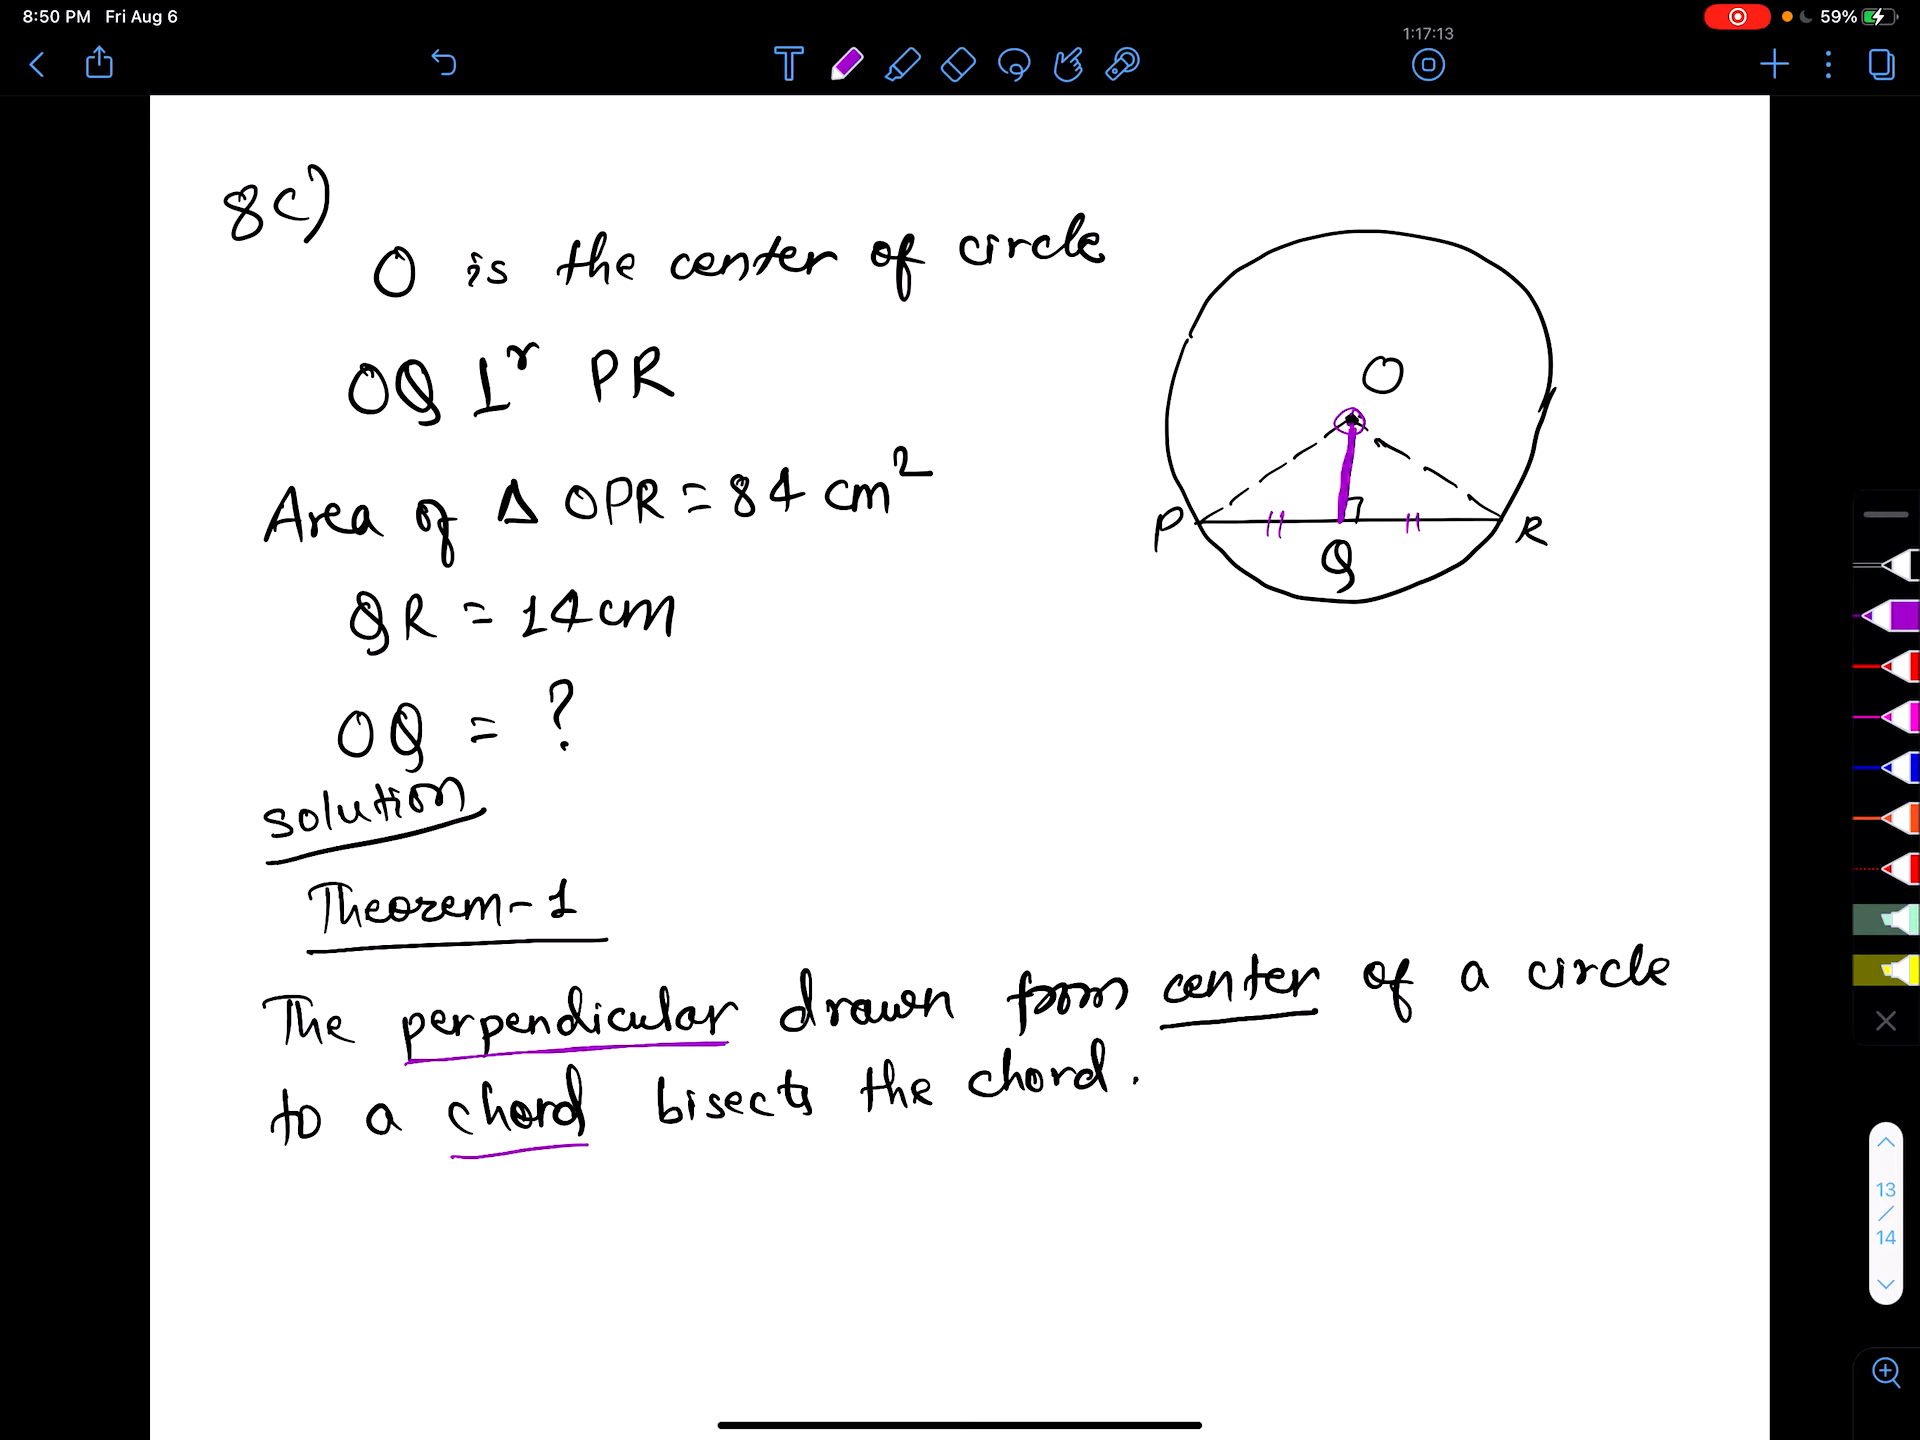 8:50 PM Fri Aug 6
59%
1:17:13
T
8c)
O is the center of circle
OQ ⊥r PR
Area of Δ OPR = 84 cm²
QR = 14cm
OQ = ?
solution
Theorem-1
The perpendicular drawn from center of a circle
to a chord bisects the chord.
O
P
Q
R
13
/
14